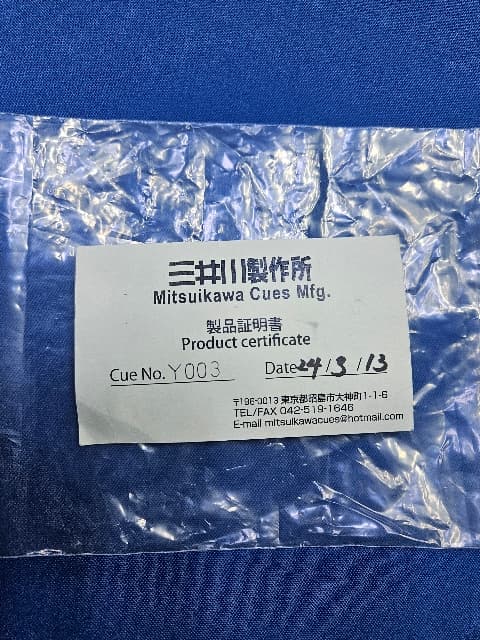 三井川製作所
Mitsuikawa Cues Mfg.
製品証明書
Product certificate
Cue No. Y003 Date 24/3/13
〒196-0013 東京都昭島市大神町1-1-6
TEL/FAX 042-519-1646
E-mail mitsuikawacues@hotmail.com